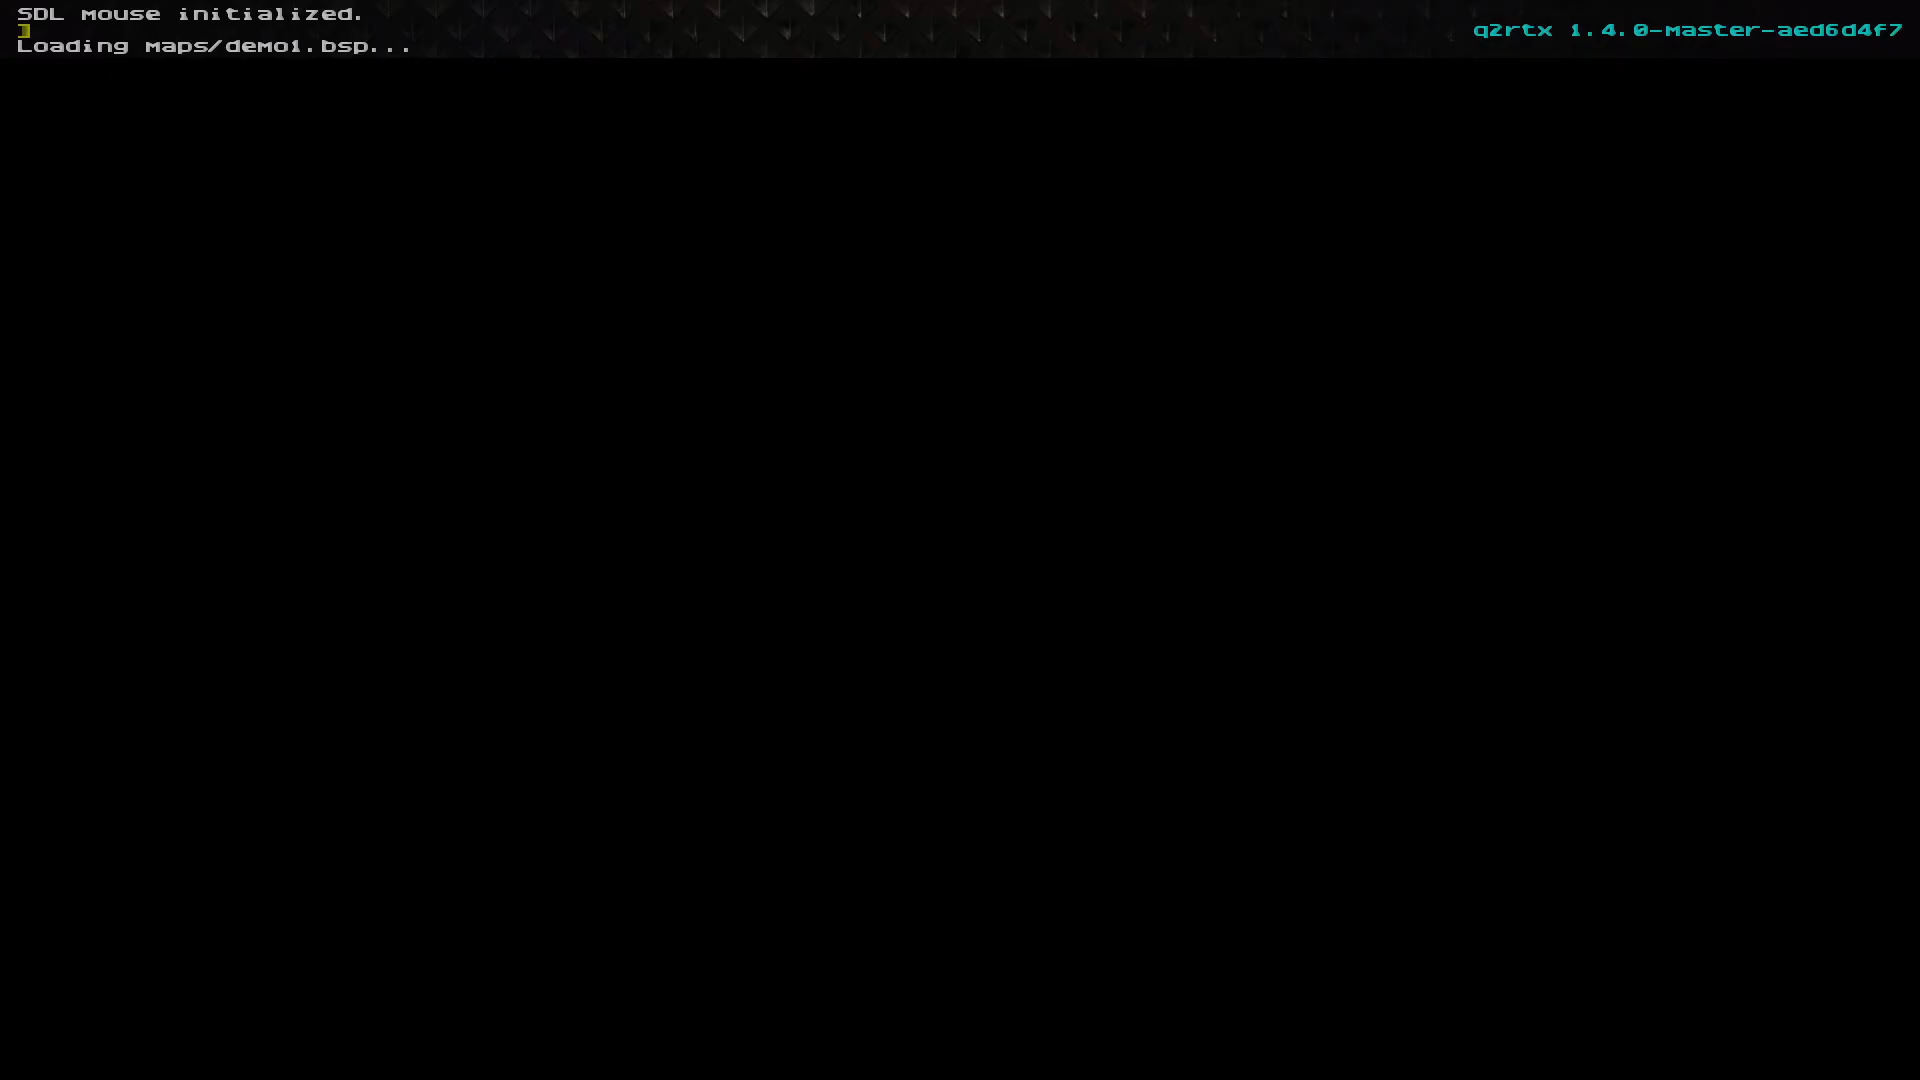 SDL mouse initialized.
]
q2rtx 1.4.0-master-aed6d4f7
Loading maps/demo1.bsp...